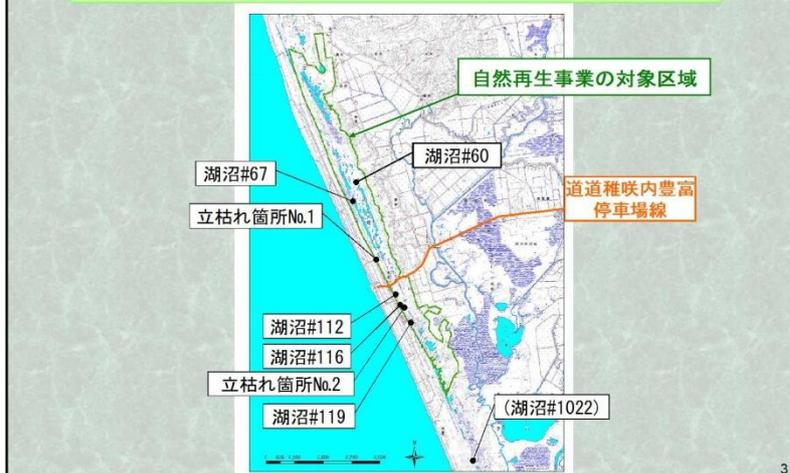 自然再生事業の対象区域
湖沼#60
湖沼#67
道道稚咲内豊富
停車場線
立枯れ箇所No.1
湖沼#112
湖沼#116
立枯れ箇所No.2
湖沼#119
(湖沼#1022)
3